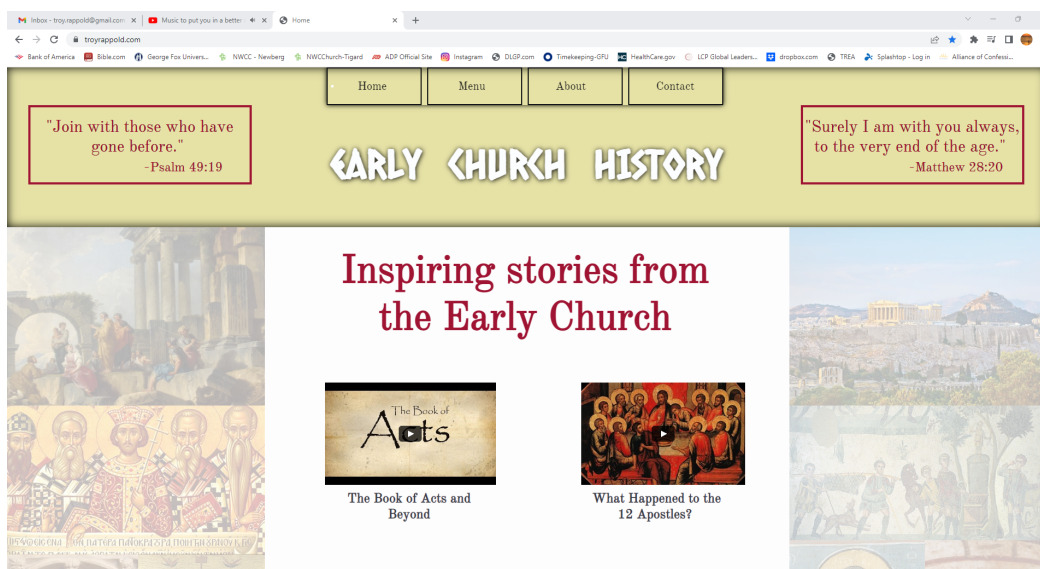 Inbox - troy.rappold@gmail.com
Music to put you in a better
Home
troyrappold.com
Bank of America
Bible.com
George Fox Univers...
NWCC - Newberg
NWCChurch-Tigard
ADP Official Site
Instagram
DLGP.com
Timekeeping-GFU
HealthCare.gov
LCP Global Leaders...
dropbox.com
TREA
Splashtop - Log in
Alliance of Confessi...
Home
Menu
About
Contact
"Join with those who have
gone before."
-Psalm 49:19
EARLY CHURCH HISTORY
"Surely I am with you always,
to the very end of the age."
-Matthew 28:20
Inspiring stories from
the Early Church
The Book of
Acts
The Book of Acts and
Beyond
What Happened to the
12 Apostles?